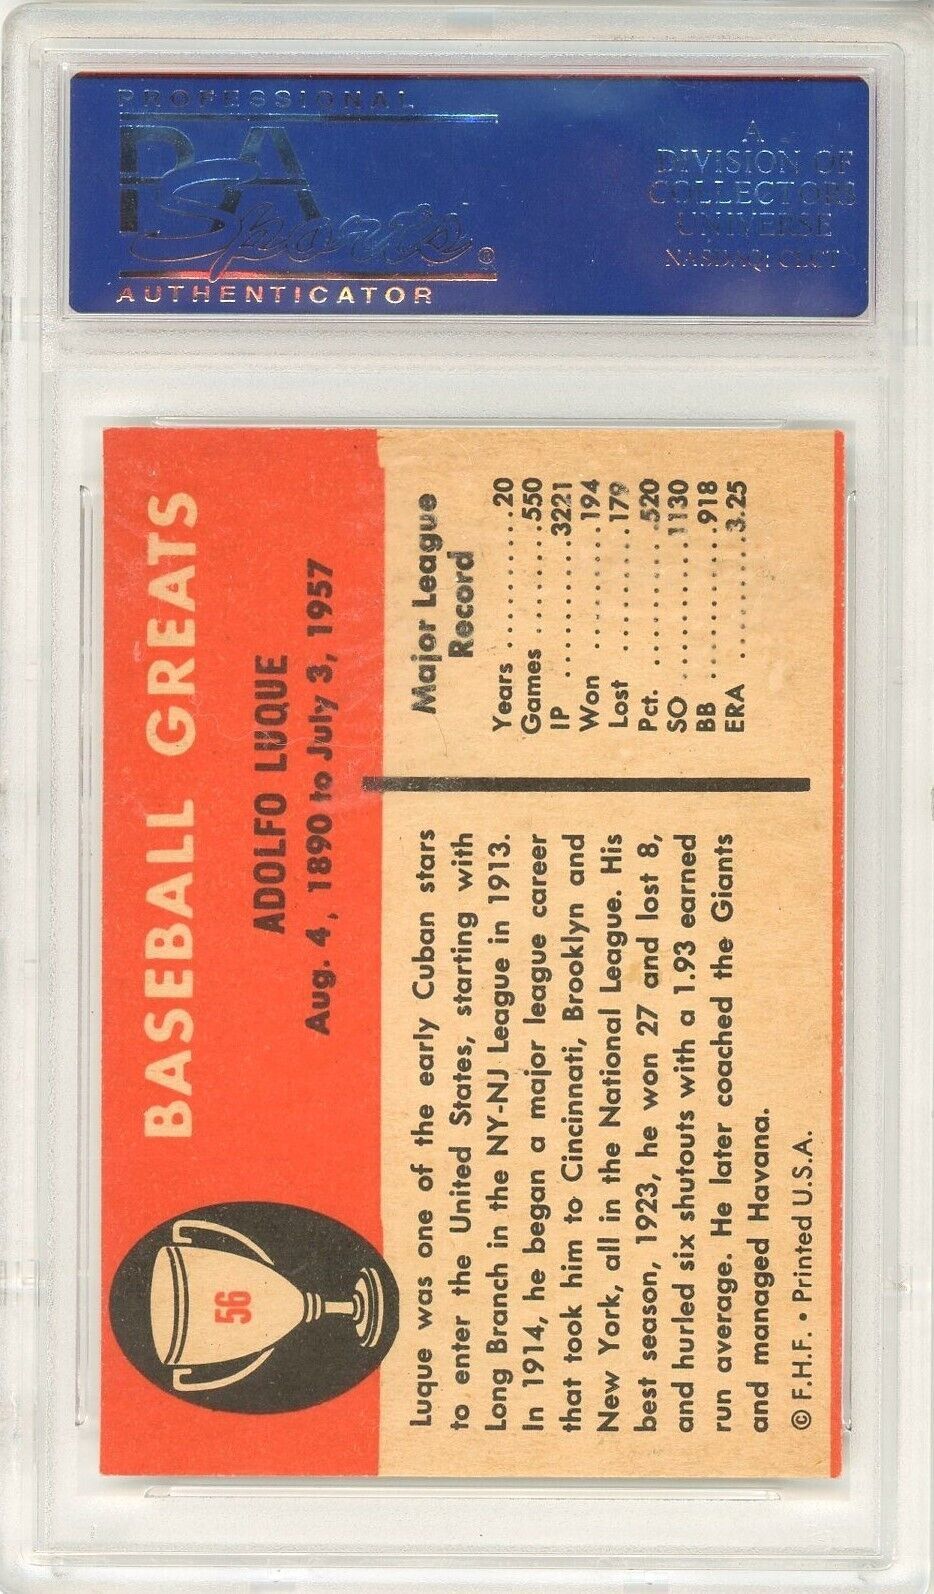 PROFESSIONAL
PSA
Sports®
AUTHENTICATOR
A
DIVISION OF
COLLECTORS
UNIVERSE
NASDAQ: CLCT
56
BASEBALL GREATS
ADOLFO LUQUE
Aug. 4, 1890 to July 3, 1957
Luque was one of the early Cuban stars
to enter the United States, starting with
Long Branch in the NY-NJ League in 1913.
In 1914, he began a major league career
that took him to Cincinnati, Brooklyn and
New York, all in the National League. His
best season, 1923, he won 27 and lost 8,
and hurled six shutouts with a 1.93 earned
run average. He later coached the Giants
and managed Havana.
© F.H.F. • Printed U.S.A.
Major League
Record
Years ........20
Games ......550
IP ..........3221
Won ........194
Lost ........179
Pct. ........520
SO ........1130
BB ..........918
ERA ........3.25